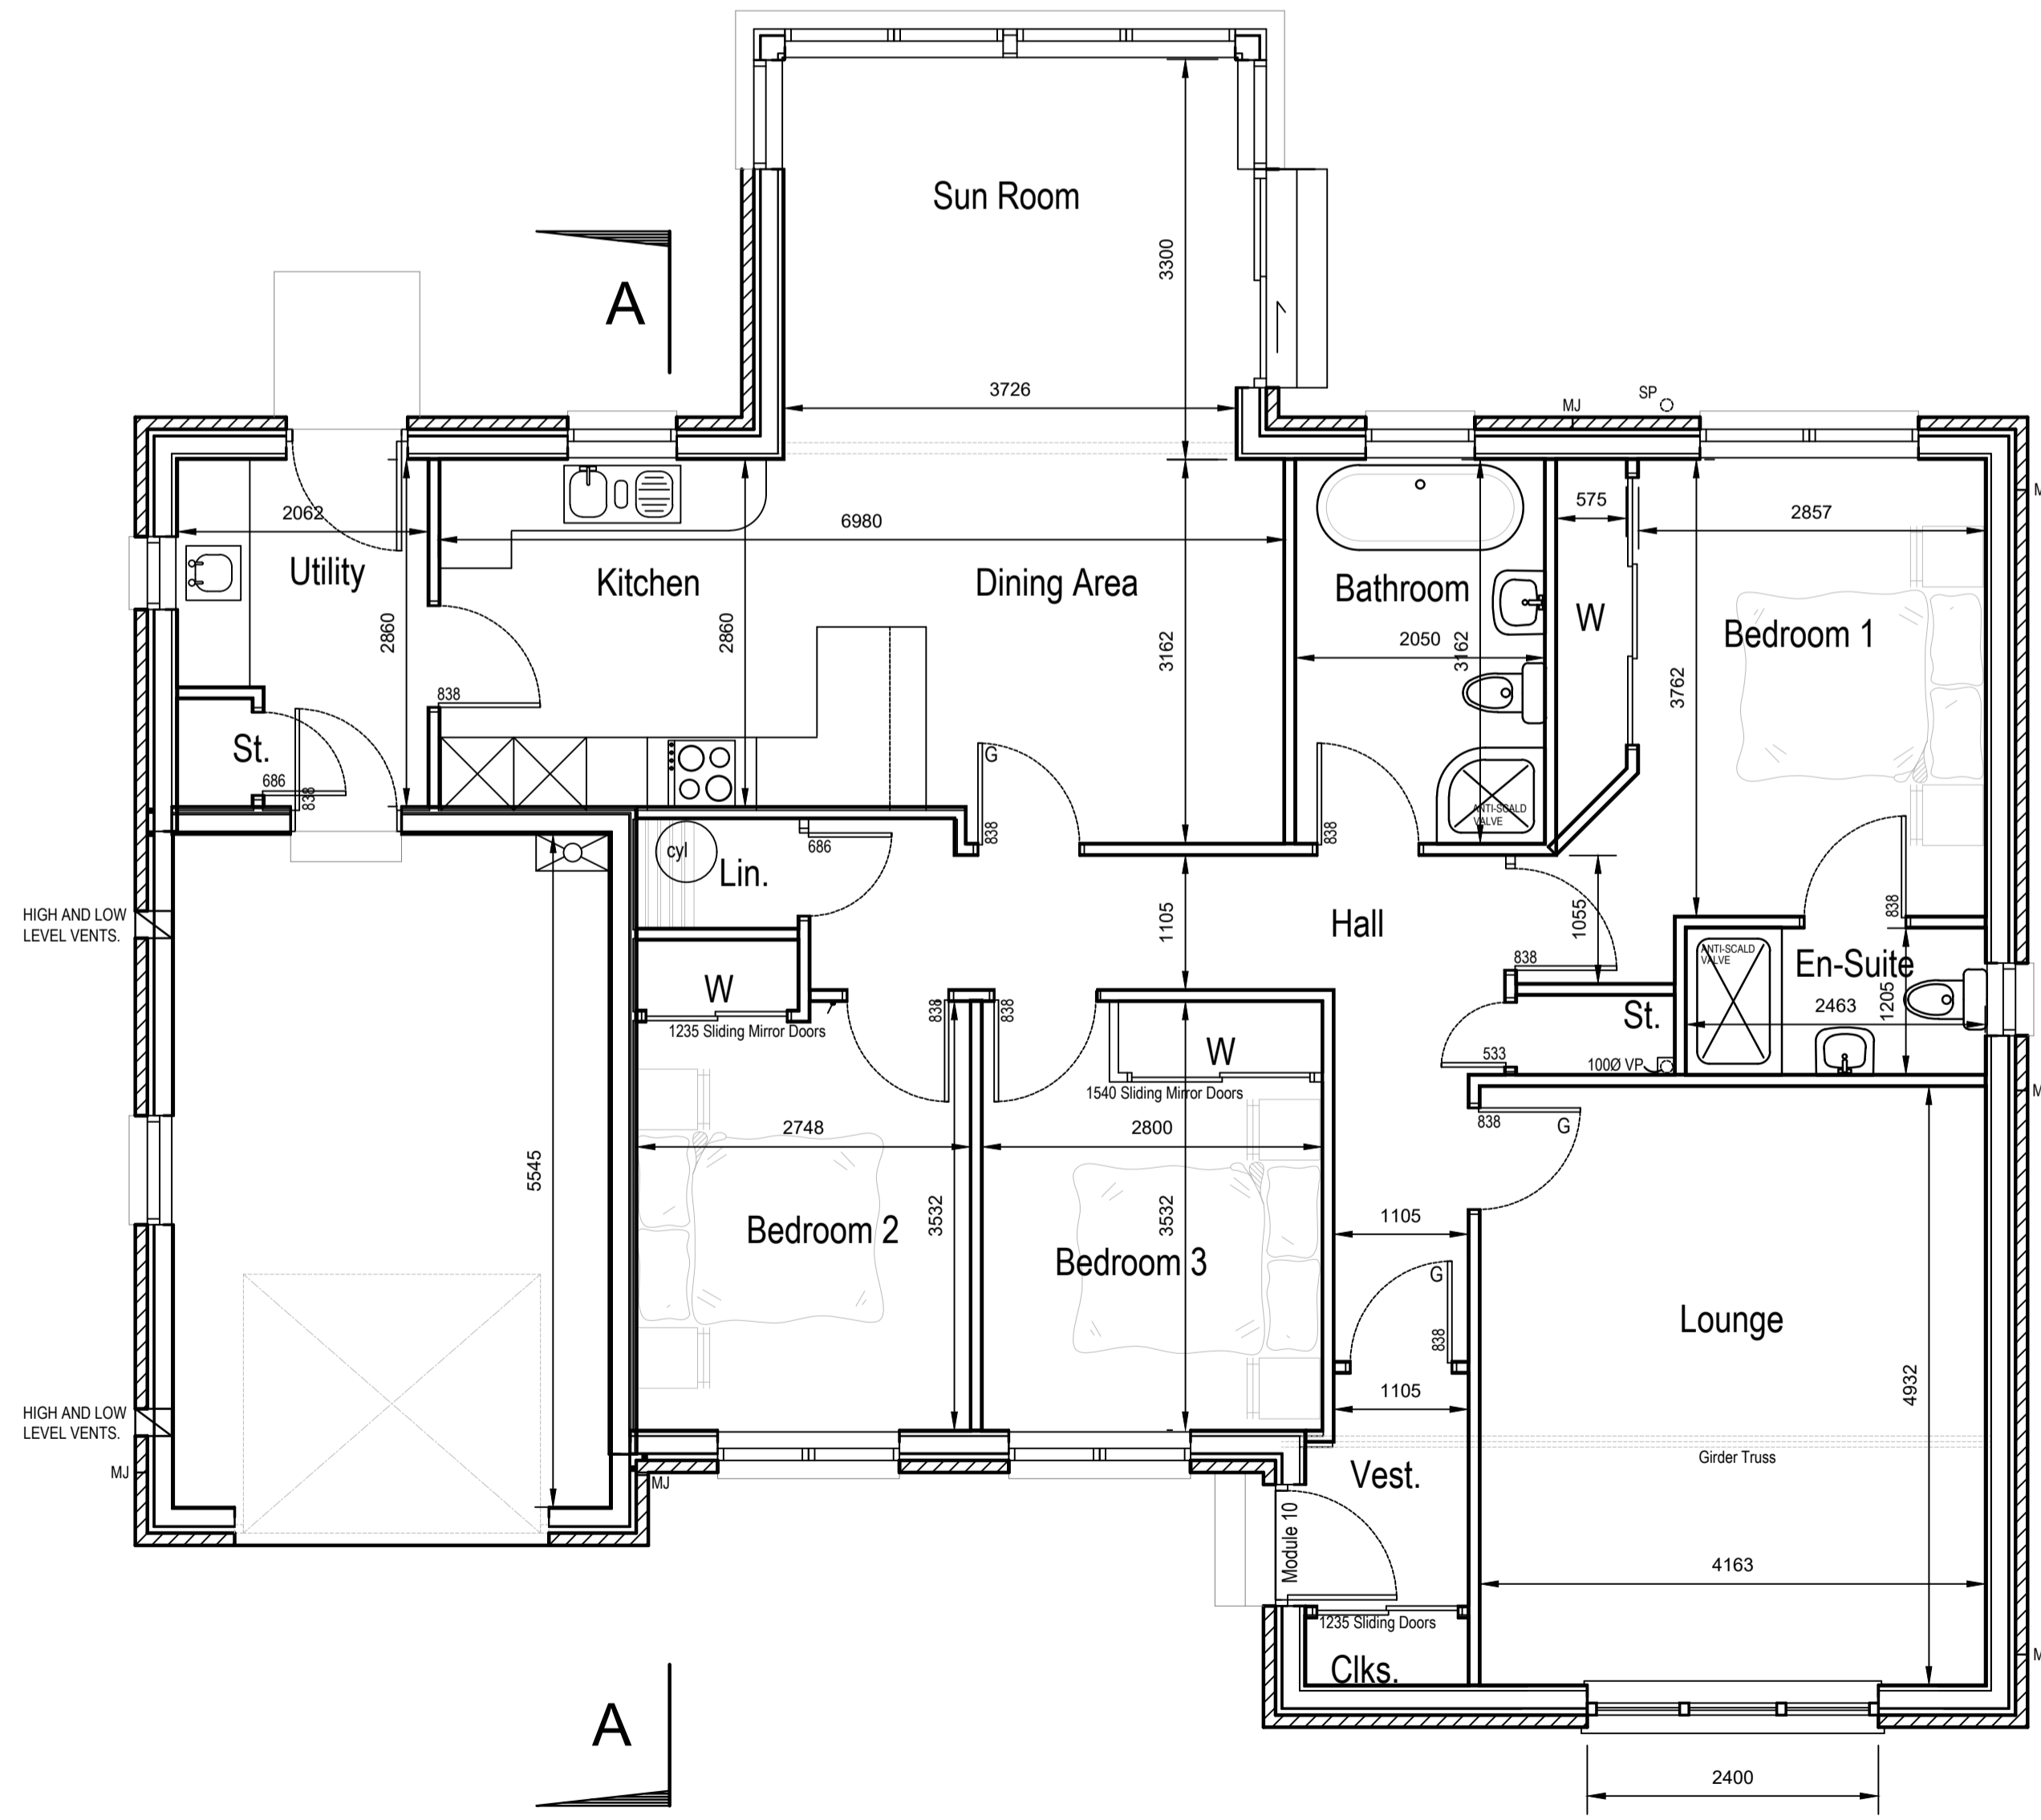 Sun Room
3300
A
3726
SP
MJ
M
2062
6980
575
2857
Utility
Kitchen
Dining Area
Bathroom
W
Bedroom 1
2860
2860
3162
2050
3162
3762
838
St.
686
838
G
838
838
ANTI-SCALD
VALVE
cyl
Lin.
686
HIGH AND LOW
LEVEL VENTS.
1105
Hall
1055
838
838
ANTI-SCALD
VALVE
En-Suite
2463
1205
W
1235 Sliding Mirror Doors
838
838
W
1540 Sliding Mirror Doors
St.
533
100Ø VP
M
838
G
2748
2800
5545
3532
3532
Bedroom 2
Bedroom 3
1105
G
838
Lounge
1105
4932
HIGH AND LOW
LEVEL VENTS.
MJ
MJ
Girder Truss
Vest.
Module 10
4163
1235 Sliding Doors
Clks.
M
A
2400